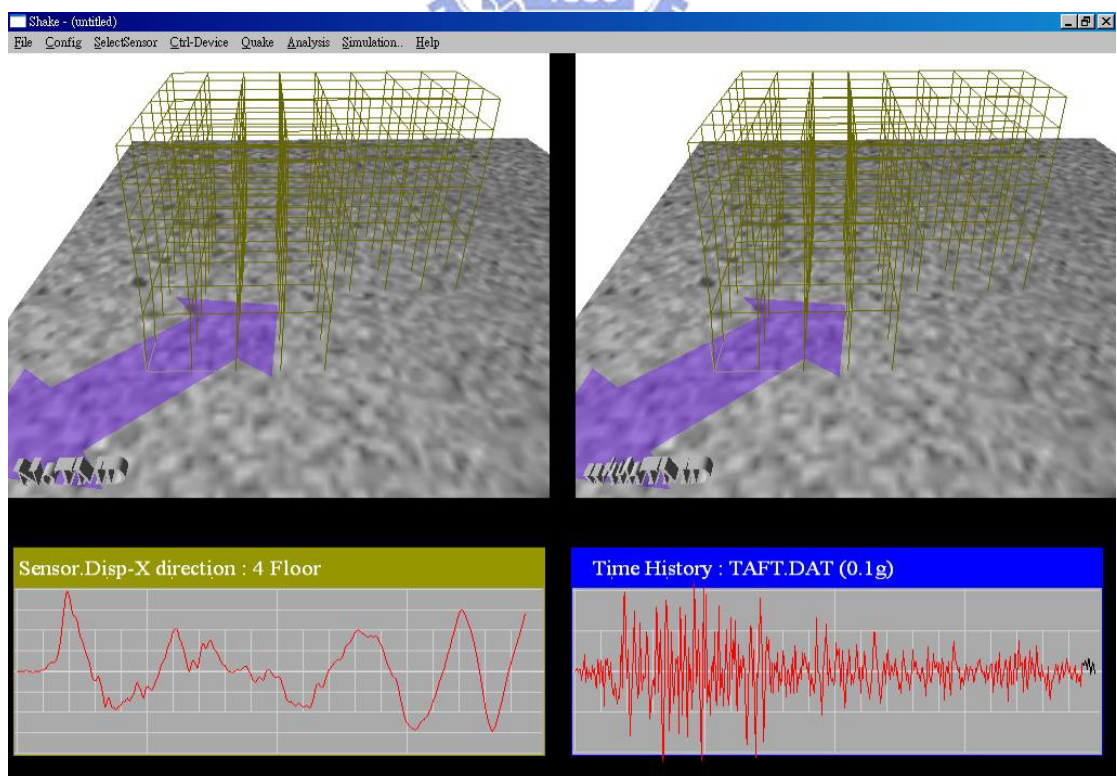 Shake - (untitled)
File Config SelectSensor Ctrl-Device Quake Analysis Simulation.. Help
Sensor.Disp-X direction : 4 Floor
Time History : TAFT.DAT (0.1g)